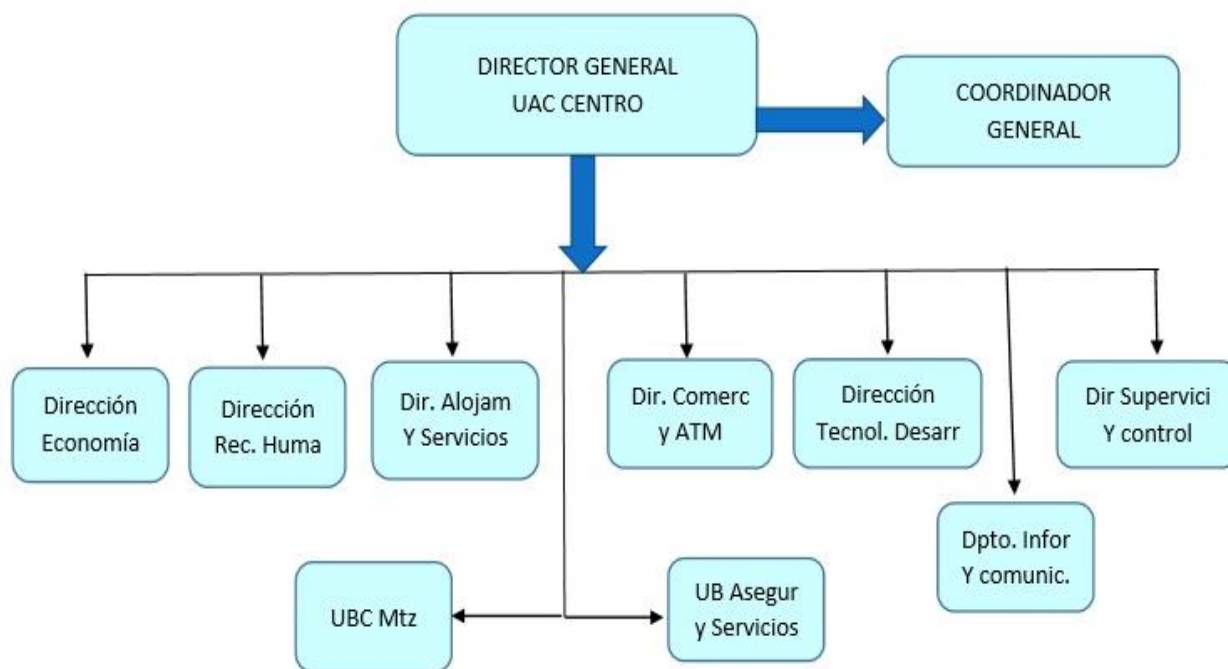 DIRECTOR GENERAL
UAC CENTRO
COORDINADOR
GENERAL
Dirección
Economía
Dirección
Rec. Huma
Dir. Alojam
Y Servicios
Dir. Comerc
y ATM
Dirección
Tecnol. Desarr
Dir Supervici
Y control
Dpto. Infor
Y comunic.
UBC Mtz
UB Asegur
y Servicios